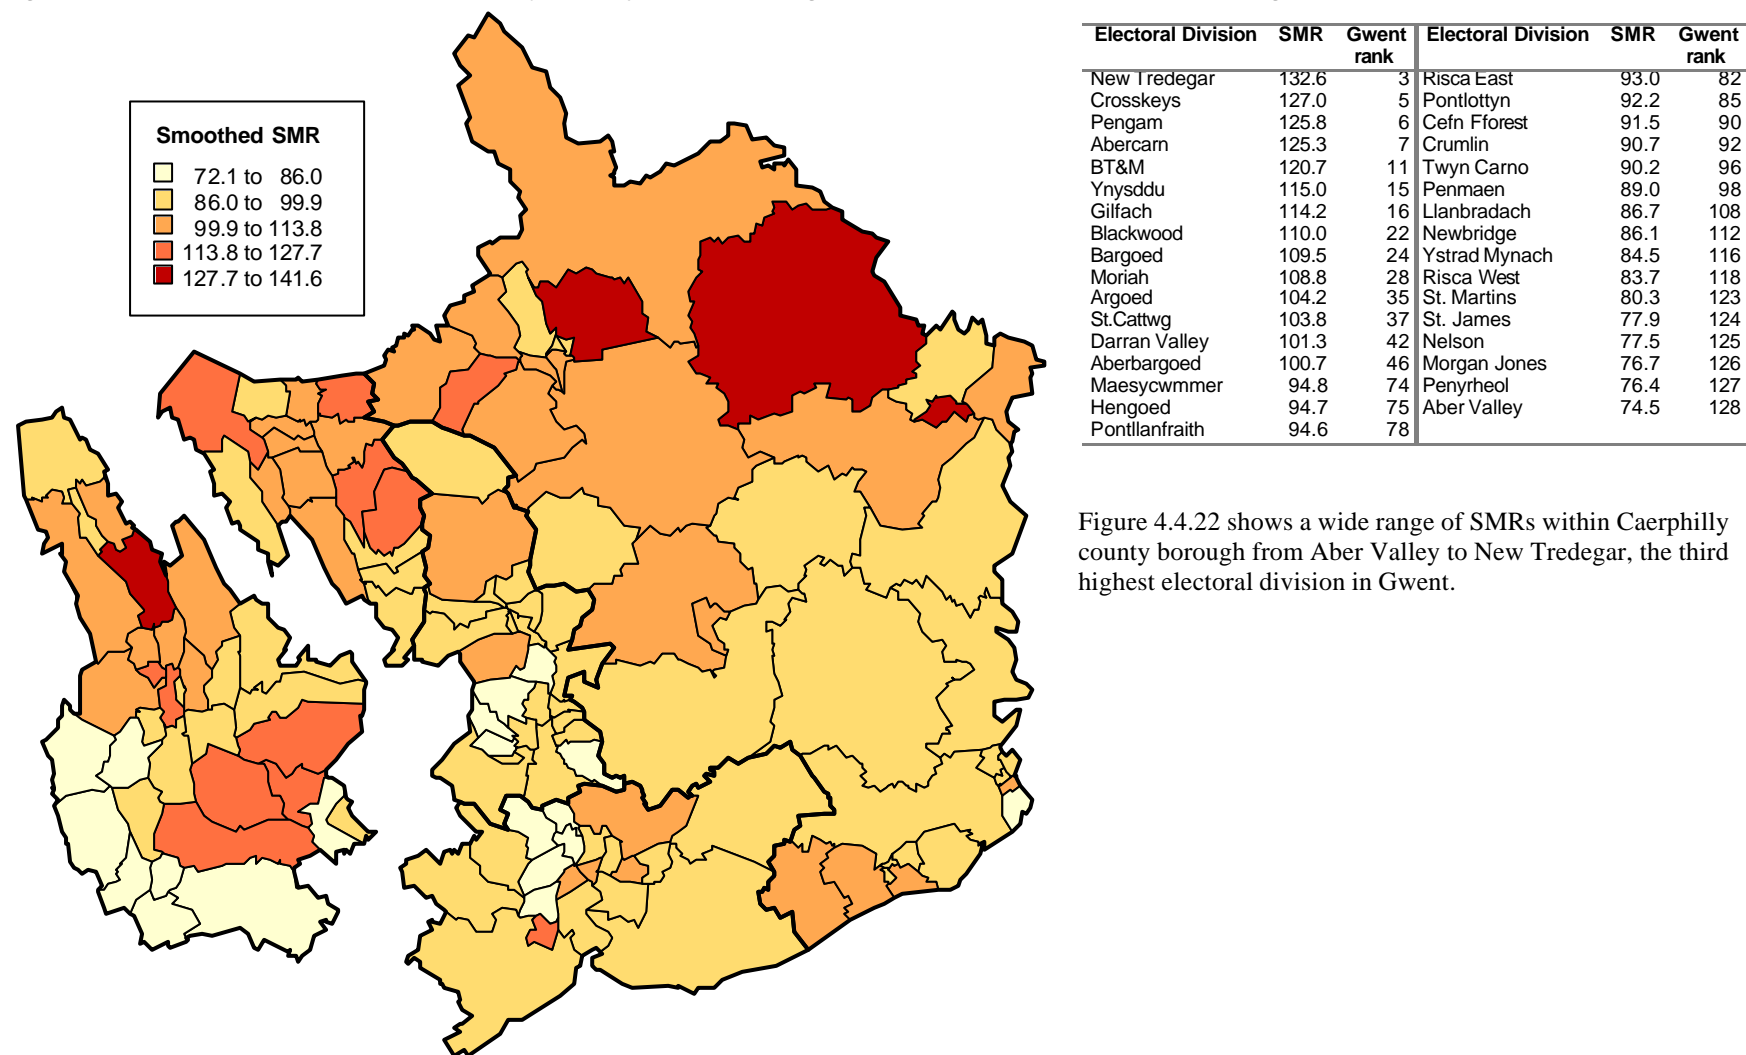 Smoothed SMR
72.1 to 86.0
86.0 to 99.9
99.9 to 113.8
113.8 to 127.7
127.7 to 141.6
Electoral Division SMR Gwent rank Electoral Division SMR Gwent rank
New Tredegar 132.6 3 Risca East 93.0 82
Crosskeys 127.0 5 Pontlottyn 92.2 85
Pengam 125.8 6 Cefn Fforest 91.5 90
Abercarn 125.3 7 Crumlin 90.7 92
BT&M 120.7 11 Twyn Carno 90.2 96
Ynysddu 115.0 15 Penmaen 89.0 98
Gilfach 114.2 16 Llanbradach 86.7 108
Blackwood 110.0 22 Newbridge 86.1 112
Bargoed 109.5 24 Ystrad Mynach 84.5 116
Moriah 108.8 28 Risca West 83.7 118
Argoed 104.2 35 St. Martins 80.3 123
St.Cattwg 103.8 37 St. James 77.9 124
Darran Valley 101.3 42 Nelson 77.5 125
Aberbargoed 100.7 46 Morgan Jones 76.7 126
Maesycwmmer 94.8 74 Penyrheol 76.4 127
Hengoed 94.7 75 Aber Valley 74.5 128
Pontllanfraith 94.6 78
Figure 4.4.22 shows a wide range of SMRs within Caerphilly
county borough from Aber Valley to New Tredegar, the third
highest electoral division in Gwent.